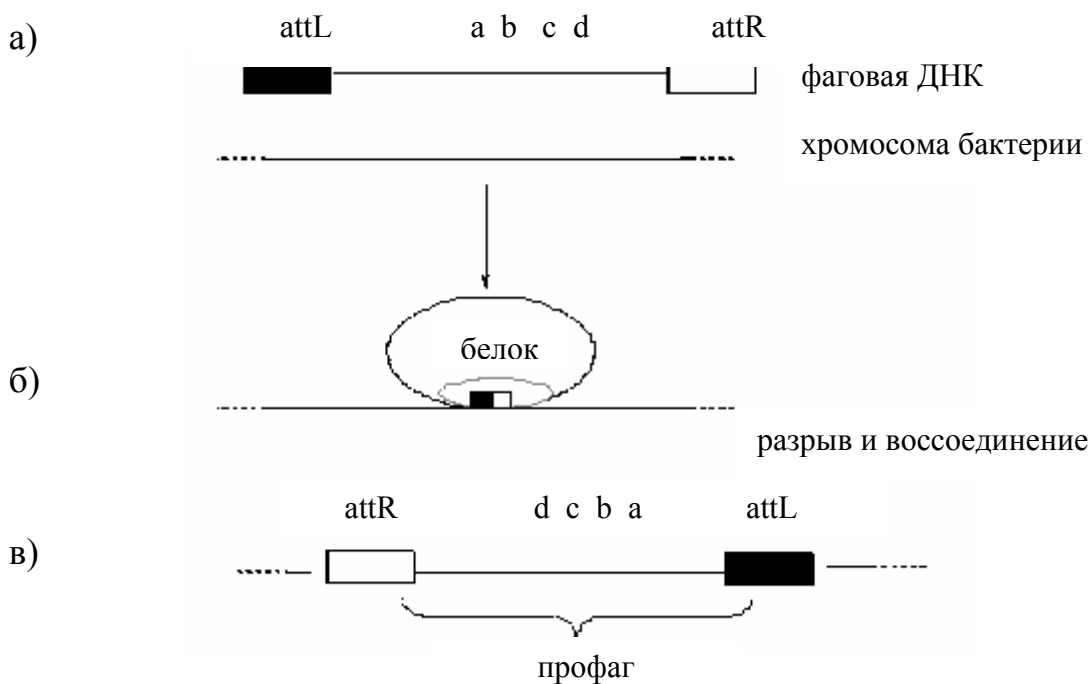 а) attL a b c d attR
фаговая ДНК
хромосома бактерии
белок
б)
разрыв и воссоединение
attR d c b a attL
в)
профаг